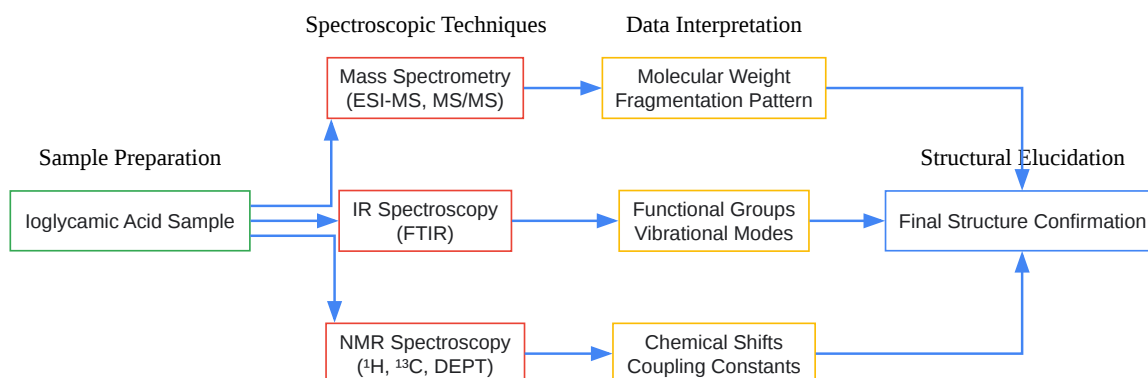 Spectroscopic Techniques
Data Interpretation
Mass Spectrometry
(ESI-MS, MS/MS)
Molecular Weight
Fragmentation Pattern
Sample Preparation
Structural Elucidation
Ioglycamic Acid Sample
IR Spectroscopy
(FTIR)
Functional Groups
Vibrational Modes
Final Structure Confirmation
NMR Spectroscopy
(¹H, ¹³C, DEPT)
Chemical Shifts
Coupling Constants